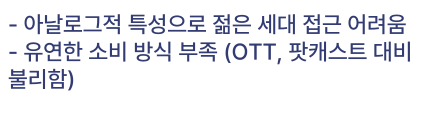 - 아날로그적 특성으로 젊은 세대 접근 어려움
- 유연한 소비 방식 부족 (OTT, 팟캐스트 대비
불리함)